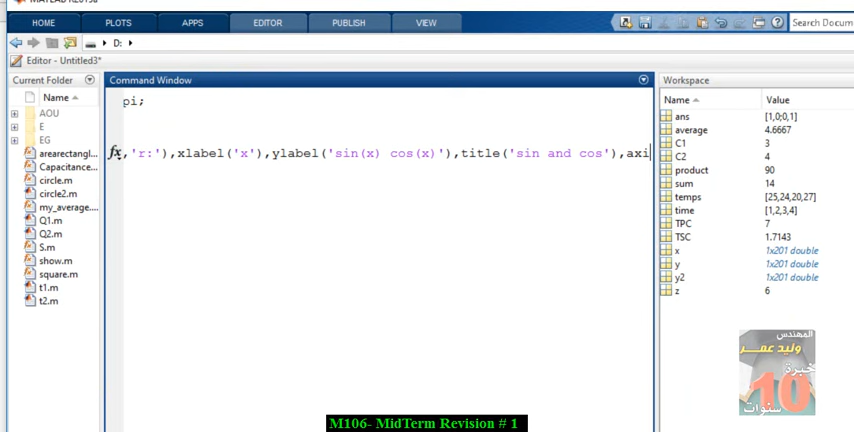 HOME PLOTS APPS EDITOR PUBLISH VIEW Search Docum
D:
Editor - Untitled3*
Current Folder
Name
AOU
E
EG
arearectangl...
Capacitance...
circle.m
circle2.m
my_average....
Q1.m
Q2.m
S.m
show.m
square.m
t1.m
t2.m
Command Window
pi;
fx ,'r:'),xlabel('x'),ylabel('sin(x) cos(x)'),title('sin and cos'),axi
Workspace
Name Value
ans [1,0;0,1]
average 4.6667
C1 3
C2 4
product 90
sum 14
temps [25,24,20,27]
time [1,2,3,4]
TPC 7
TSC 1.7143
x 1x201 double
y 1x201 double
y2 1x201 double
z 6
المهندس
وليد عمر
خبرة
10
سنوات
M106- MidTerm Revision # 1